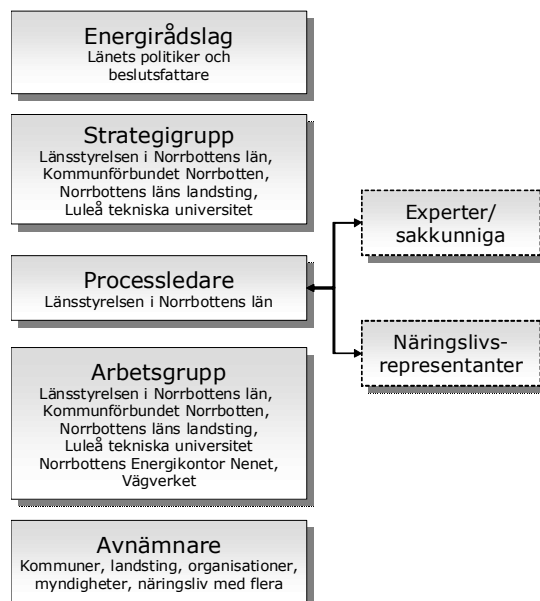 Energirådslag
Länets politiker och
beslutsfattare
Strategigrupp
Länsstyrelsen i Norrbottens län,
Kommunförbundet Norrbotten,
Norrbottens läns landsting,
Luleå tekniska universitet
Experter/
sakkunniga
Processledare
Länsstyrelsen i Norrbottens län
Näringslivs-
representanter
Arbetsgrupp
Länsstyrelsen i Norrbottens län,
Kommunförbundet Norrbotten,
Norrbottens läns landsting,
Luleå tekniska universitet
Norrbottens Energikontor Nenet,
Vägverket
Avnämnare
Kommuner, landsting, organisationer,
myndigheter, näringsliv med flera